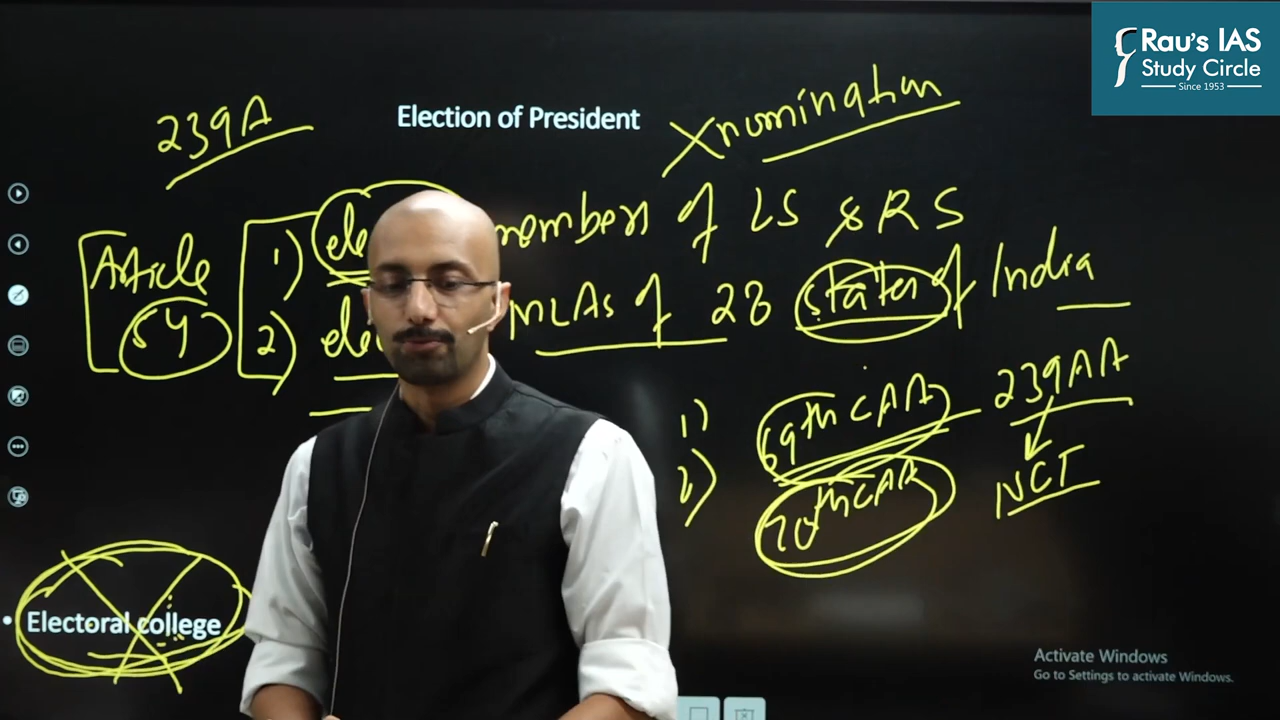 Rau's IAS
Study Circle
Since 1953
239A
Election of President
X nomination
Article
54
1) ele members of LS & RS
2) ele MLAs of 28 states of India
1) 69th CAA 239AA
2) 70th CAA NCT
• Electoral college
Activate Windows
Go to Settings to activate Windows.